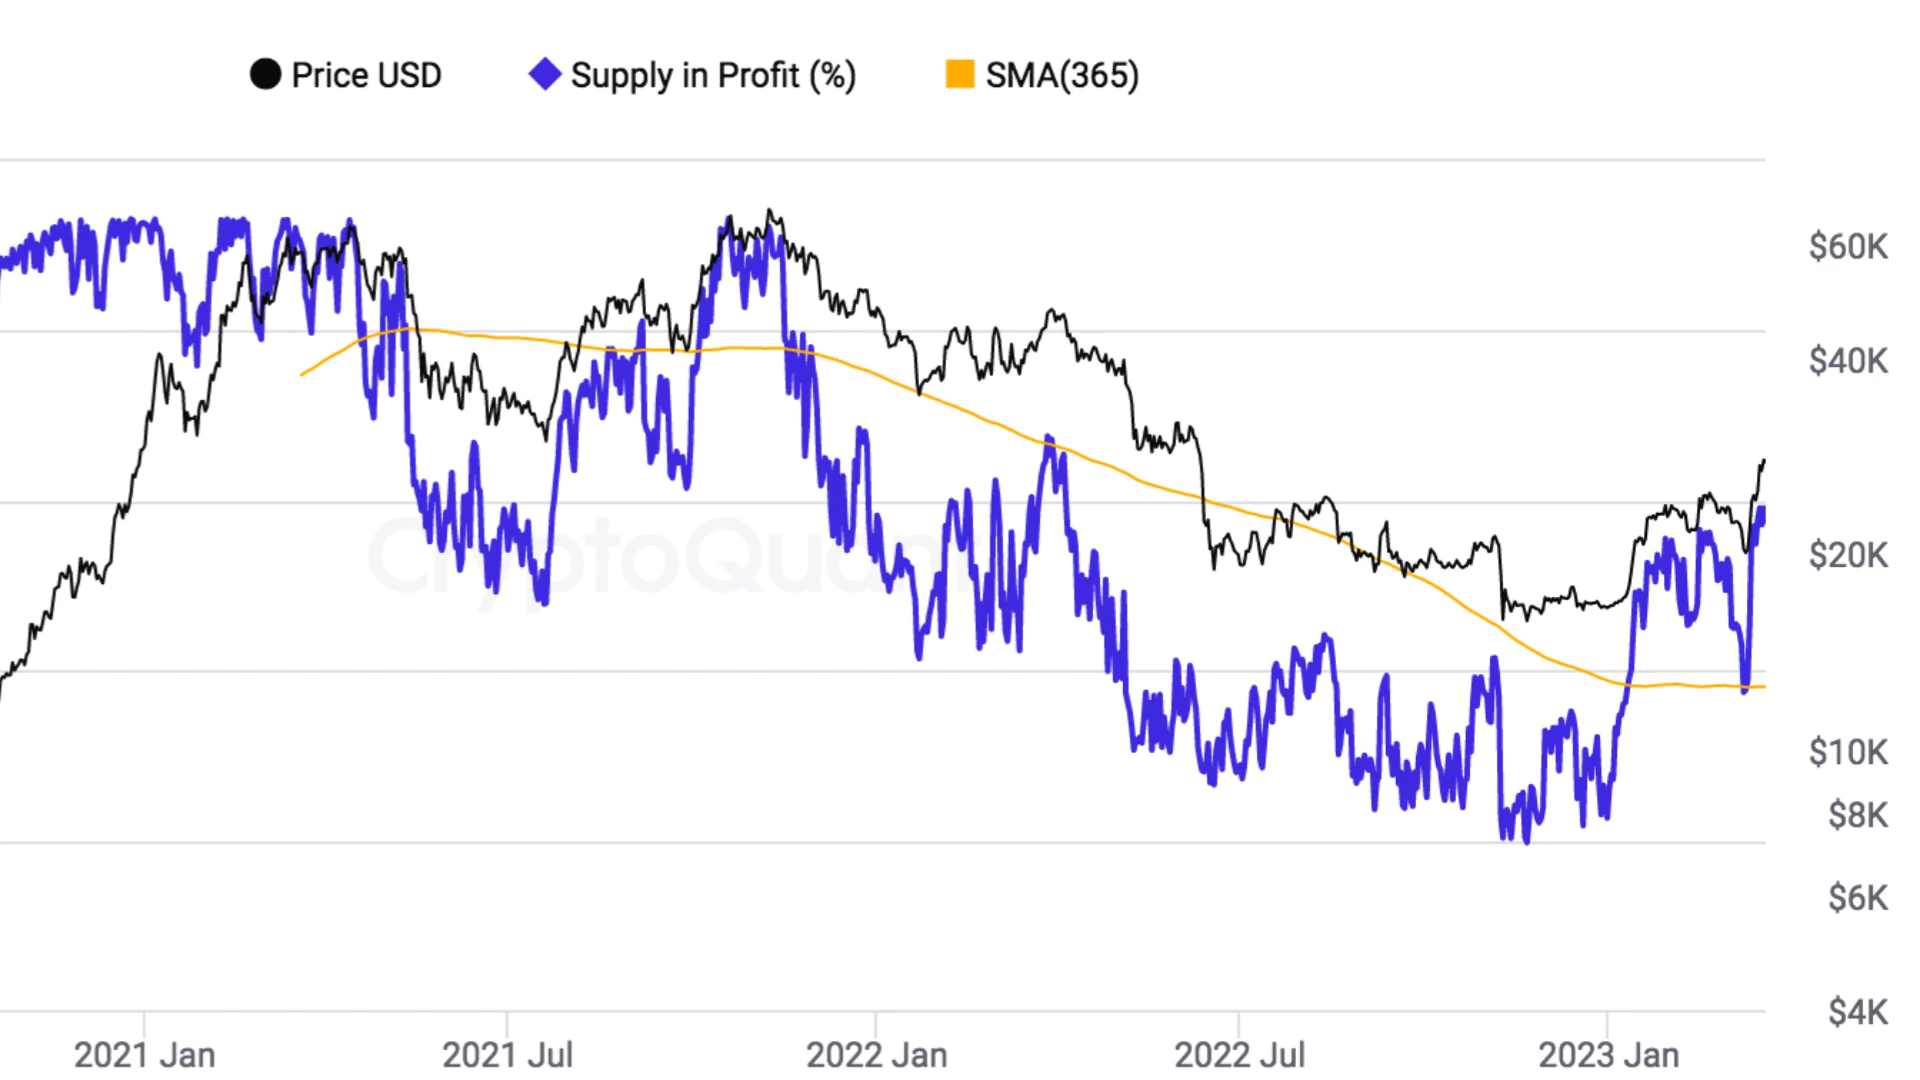 Price USD
Supply in Profit (%)
SMA(365)
$60K
$40K
CryptoQuant
$20K
$10K
$8K
$6K
$4K
2021 Jan
2021 Jul
2022 Jan
2022 Jul
2023 Jan